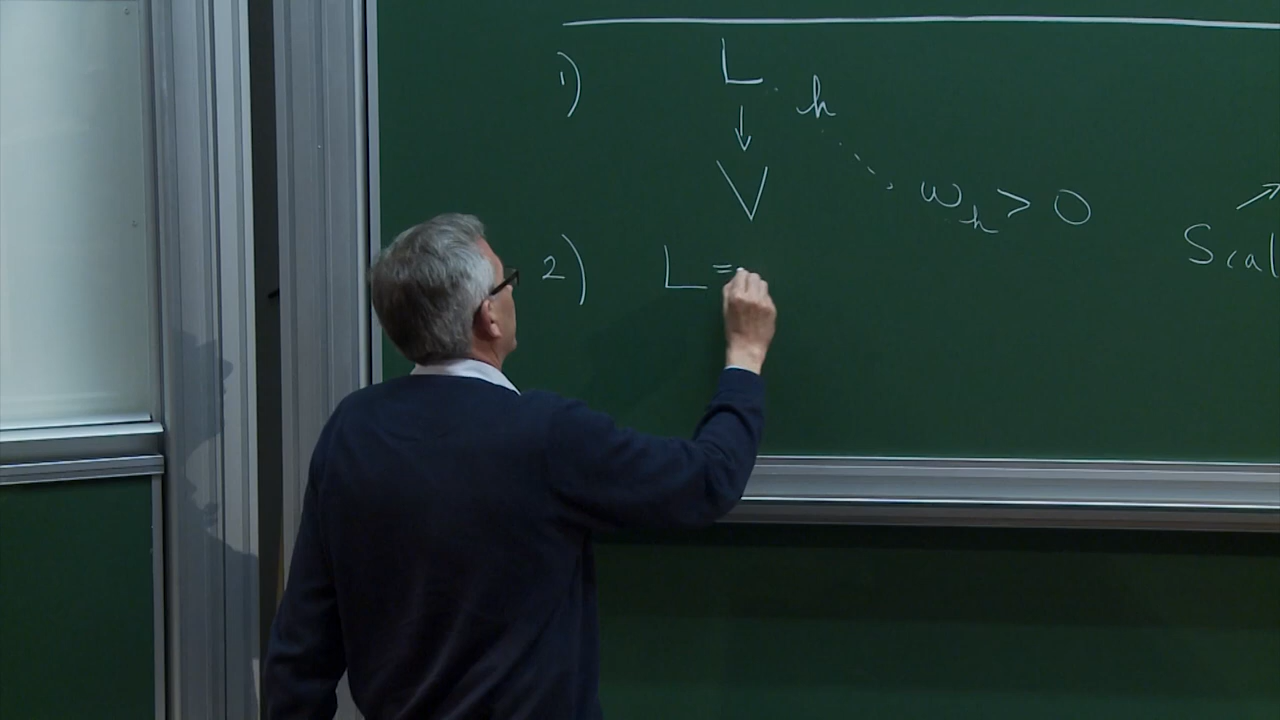 1) L h
↓
V
ω_h > 0
Scal
2) L =